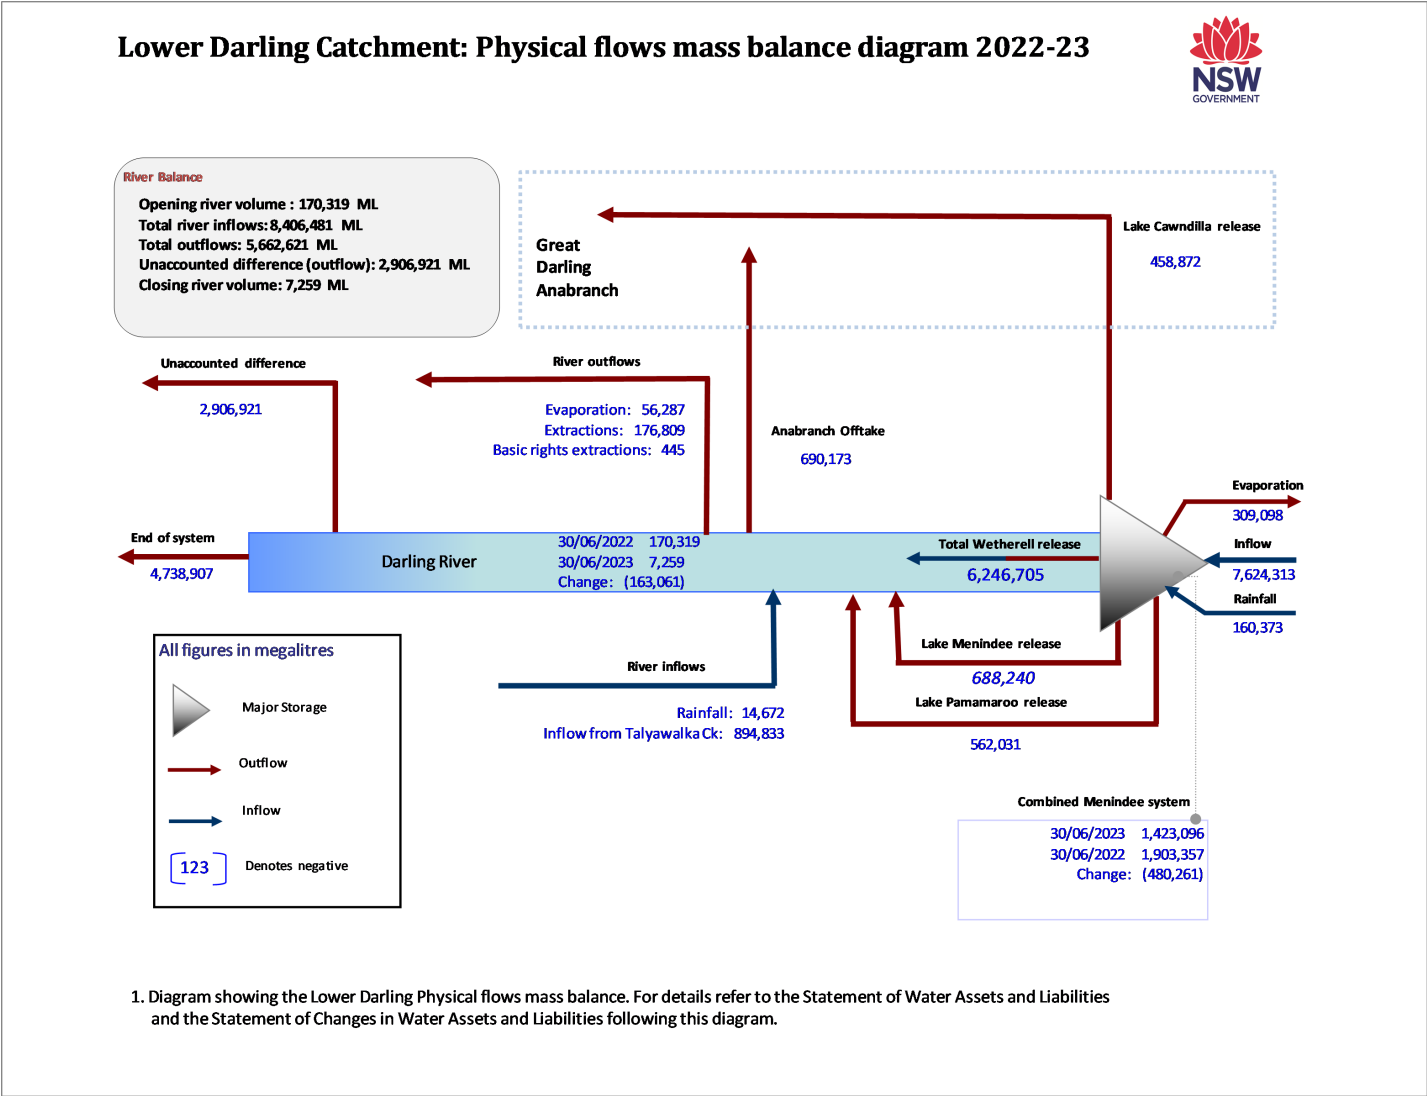 Lower Darling Catchment: Physical flows mass balance diagram 2022-23
NSW
GOVERNMENT
River Balance
Opening river volume : 170,319 ML
Total river inflows: 8,406,481 ML
Total outflows: 5,662,621 ML
Unaccounted difference (outflow): 2,906,921 ML
Closing river volume: 7,259 ML
Great
Darling
Anabranch
Lake Cawndilla release
458,872
Unaccounted difference
2,906,921
River outflows
Evaporation: 56,287
Extractions: 176,809
Basic rights extractions: 445
Anabranch Offtake
690,173
Evaporation
309,098
Inflow
7,624,313
Rainfall
160,373
End of system
4,738,907
Darling River
30/06/2022 170,319
30/06/2023 7,259
Change: (163,061)
Total Wetherell release
6,246,705
Lake Menindee release
688,240
Lake Pamamaroo release
562,031
River inflows
Rainfall: 14,672
Inflow from Talyawalka Ck: 894,833
All figures in megalitres
Major Storage
Outflow
Inflow
123 Denotes negative
Combined Menindee system
30/06/2023 1,423,096
30/06/2022 1,903,357
Change: (480,261)
1. Diagram showing the Lower Darling Physical flows mass balance. For details refer to the Statement of Water Assets and Liabilities
and the Statement of Changes in Water Assets and Liabilities following this diagram.